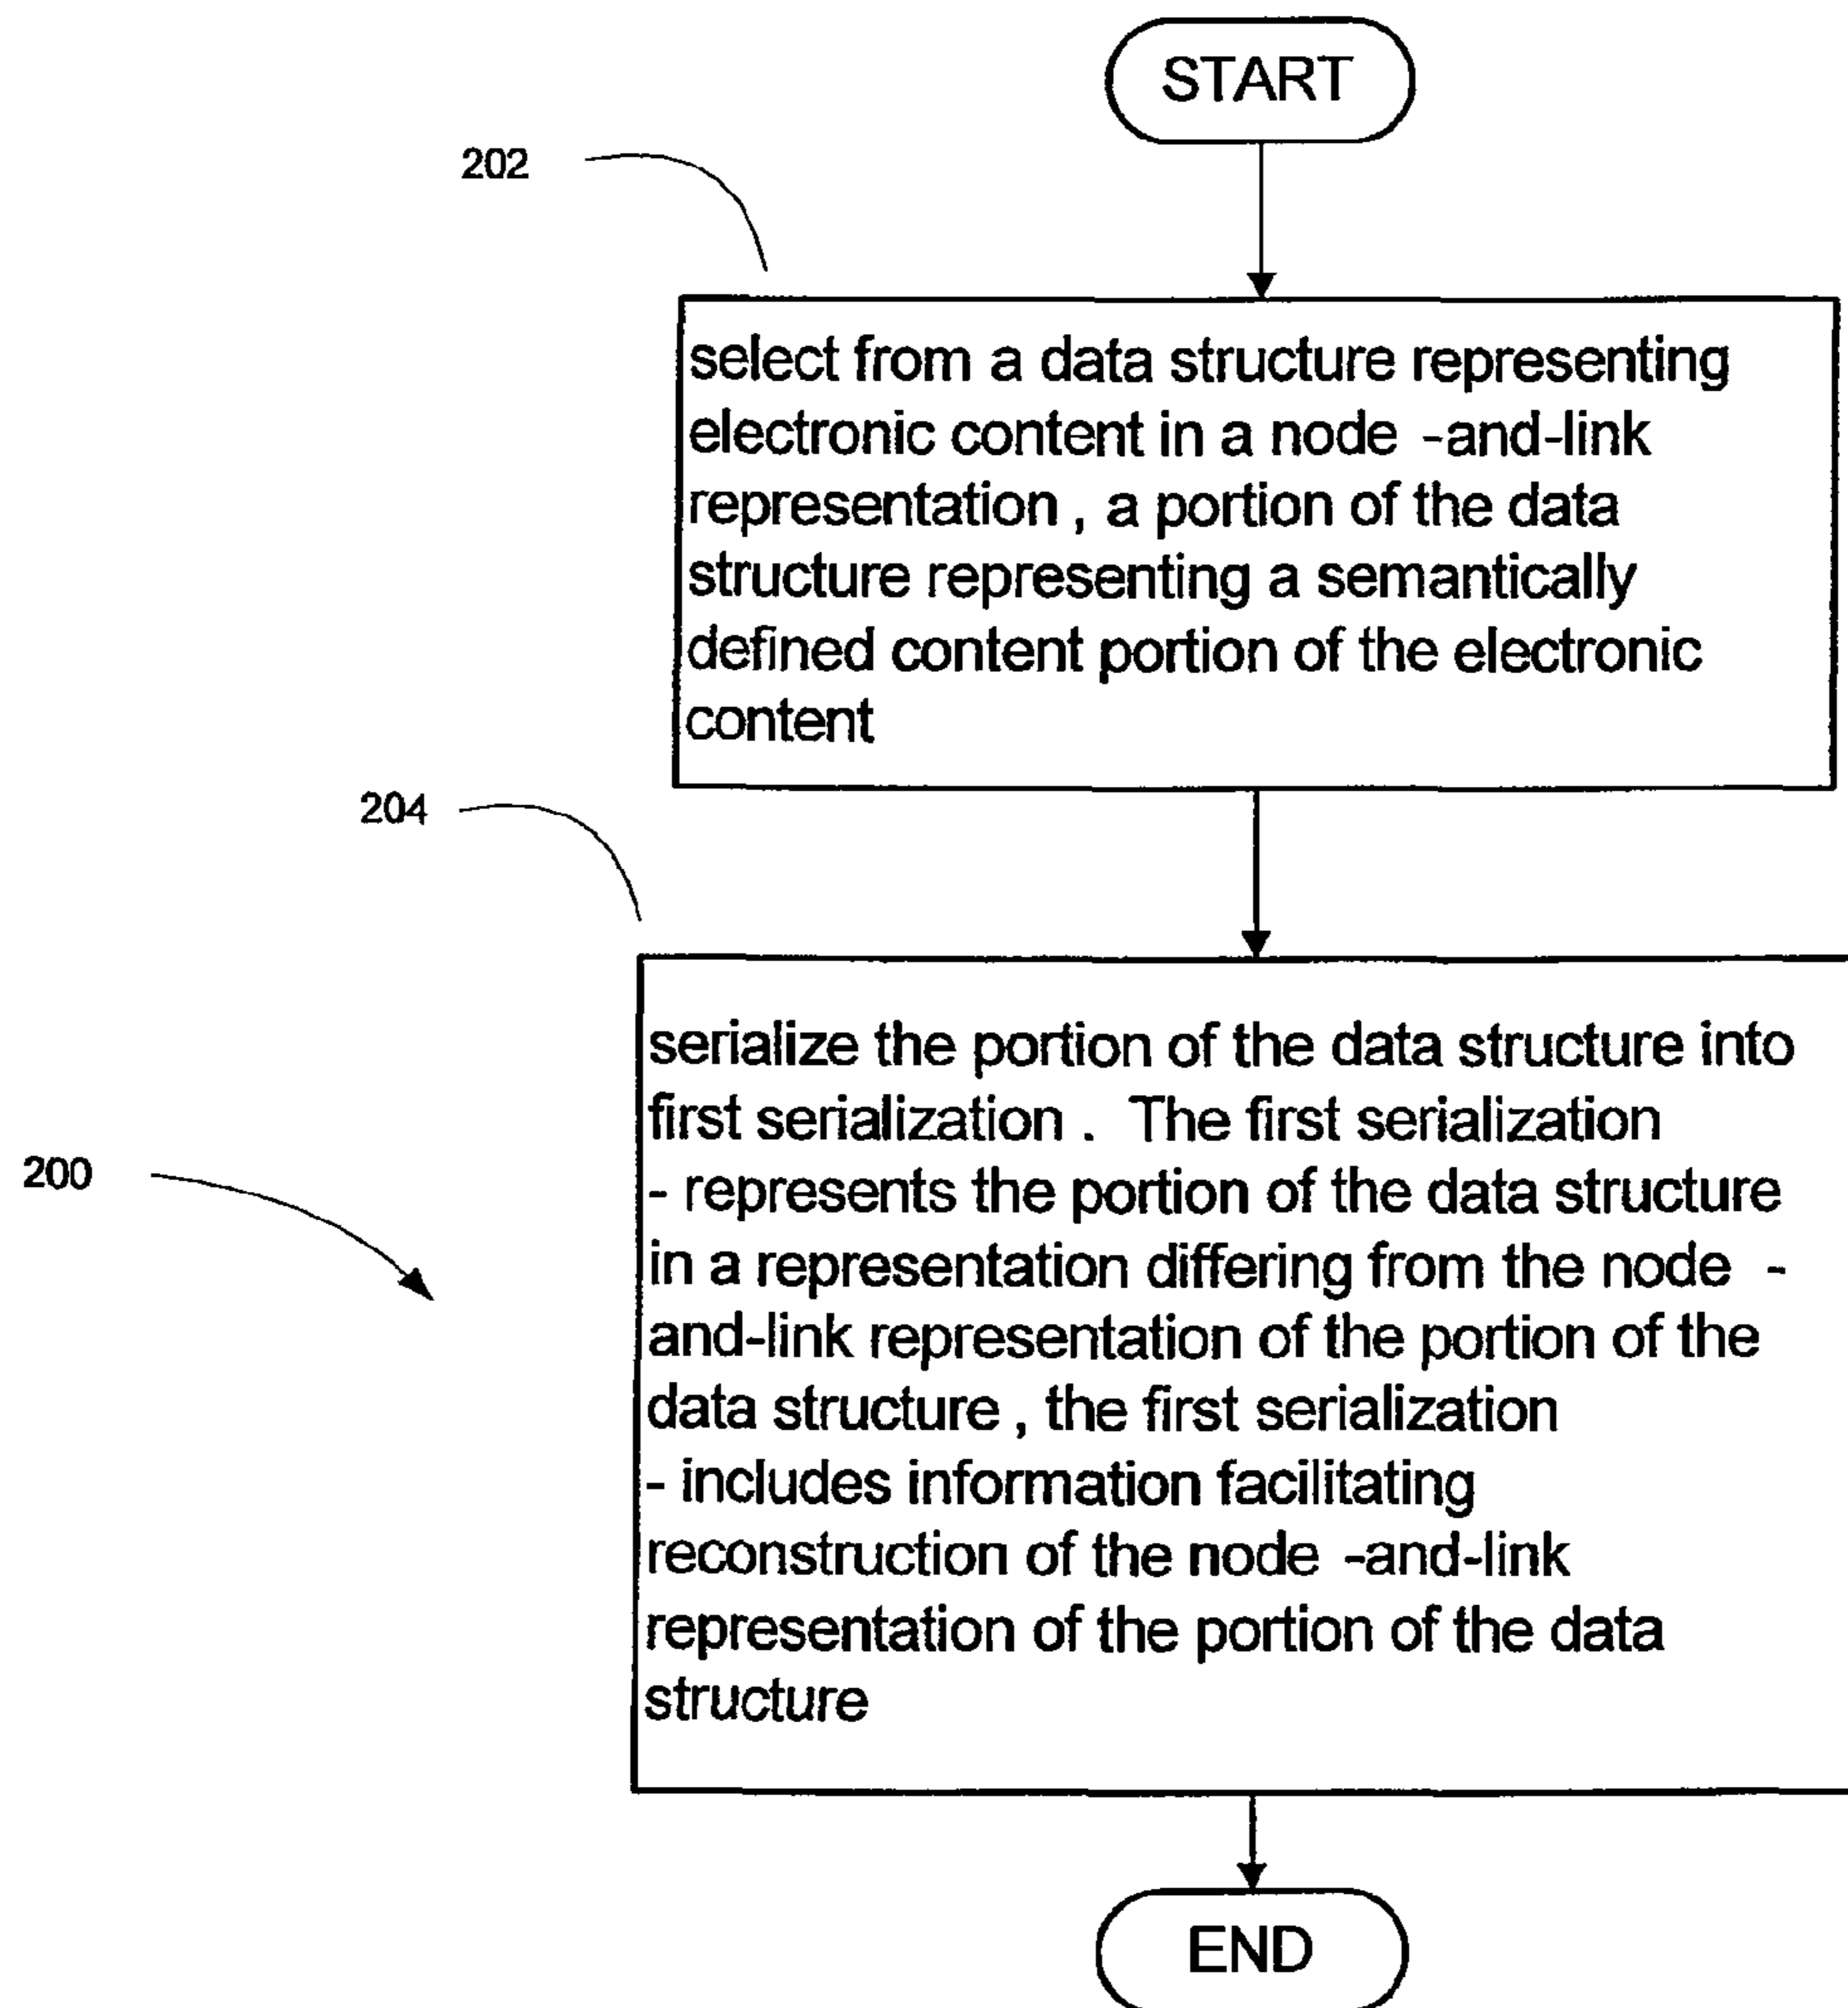 START
202
select from a data structure representing
electronic content in a node -and-link
representation , a portion of the data
structure representing a semantically
defined content portion of the electronic
content
204
serialize the portion of the data structure into
first serialization . The first serialization
- represents the portion of the data structure
in a representation differing from the node -
and-link representation of the portion of the
data structure , the first serialization
- includes information facilitating
reconstruction of the node -and-link
representation of the portion of the data
structure
200
END